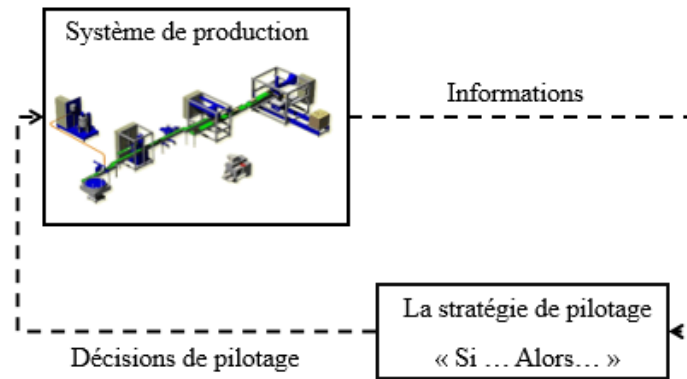 Système de production
Informations
La stratégie de pilotage
« Si … Alors… »
Décisions de pilotage